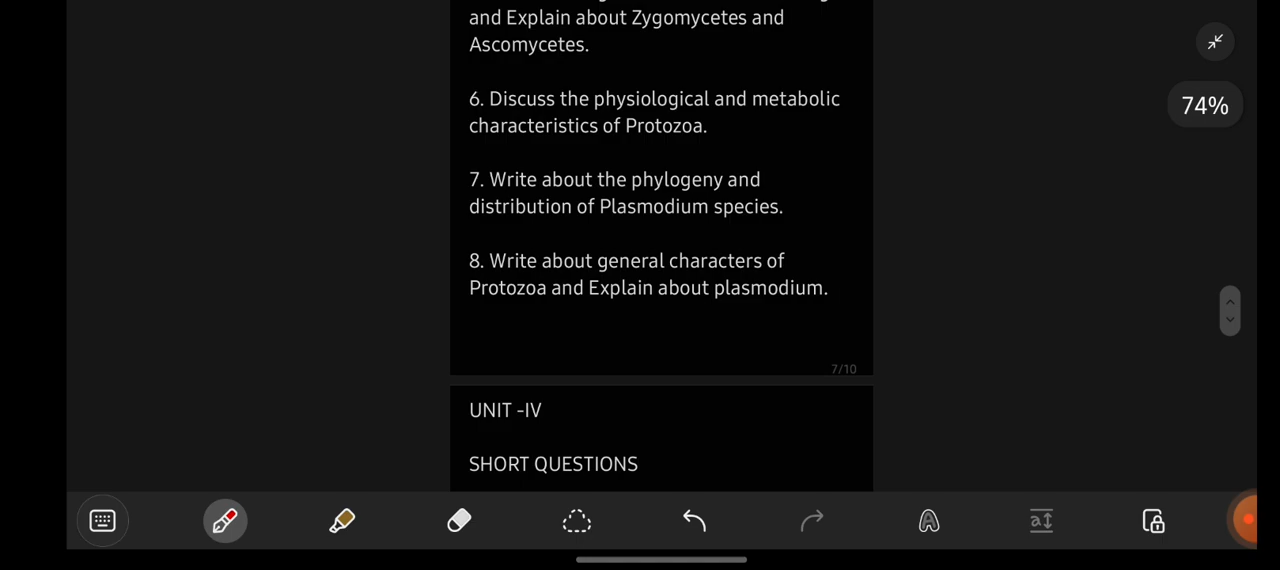 and Explain about Zygomycetes and
Ascomycetes.
6. Discuss the physiological and metabolic
characteristics of Protozoa.
7. Write about the phylogeny and
distribution of Plasmodium species.
8. Write about general characters of
Protozoa and Explain about plasmodium.
7/10
UNIT -IV
SHORT QUESTIONS
74%